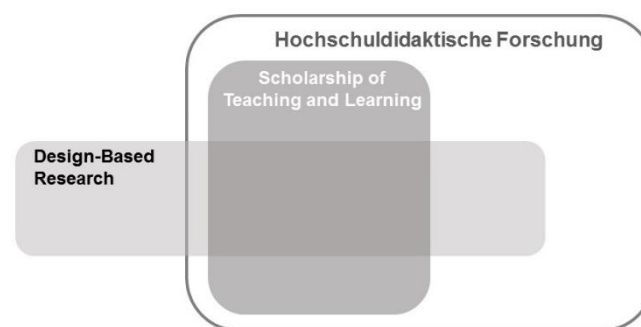 Hochschuldidaktische Forschung
Scholarship of
Teaching and Learning
Design-Based
Research